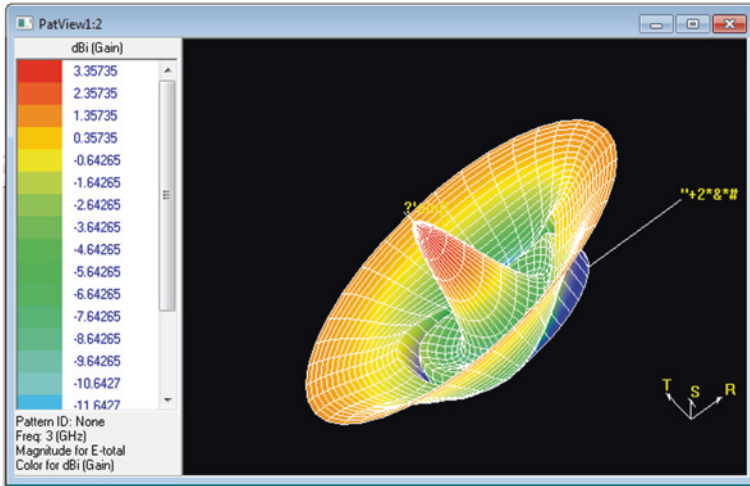 PatView1:2
dBi (Gain)
3.35735
2.35735
1.35735
0.35735
-0.64265
-1.64265
-2.64265
-3.64265
-4.64265
-5.64265
-6.64265
-7.64265
-8.64265
-9.64265
-10.6427
-11.6427
Pattern ID: None
Freq: 3 (GHz)
Magnitude for E-total
Color for dBi (Gain)
"+2*&*#
T
S
R